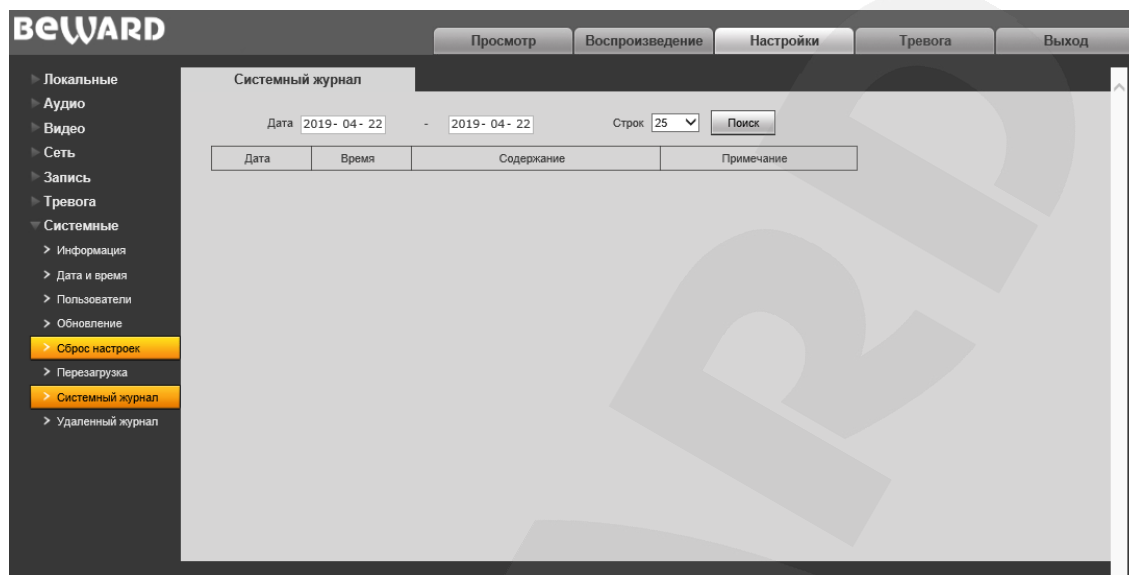 BEWARD
Просмотр Воспроизведение Настройки Тревога Выход
Локальные
Аудио
Видео
Сеть
Запись
Тревога
Системные
Информация
Дата и время
Пользователи
Обновление
Сброс настроек
Перезагрузка
Системный журнал
Удаленный журнал
Системный журнал
Дата 2019- 04- 22 - 2019- 04- 22 Строк 25 Поиск
Дата Время Содержание Примечание